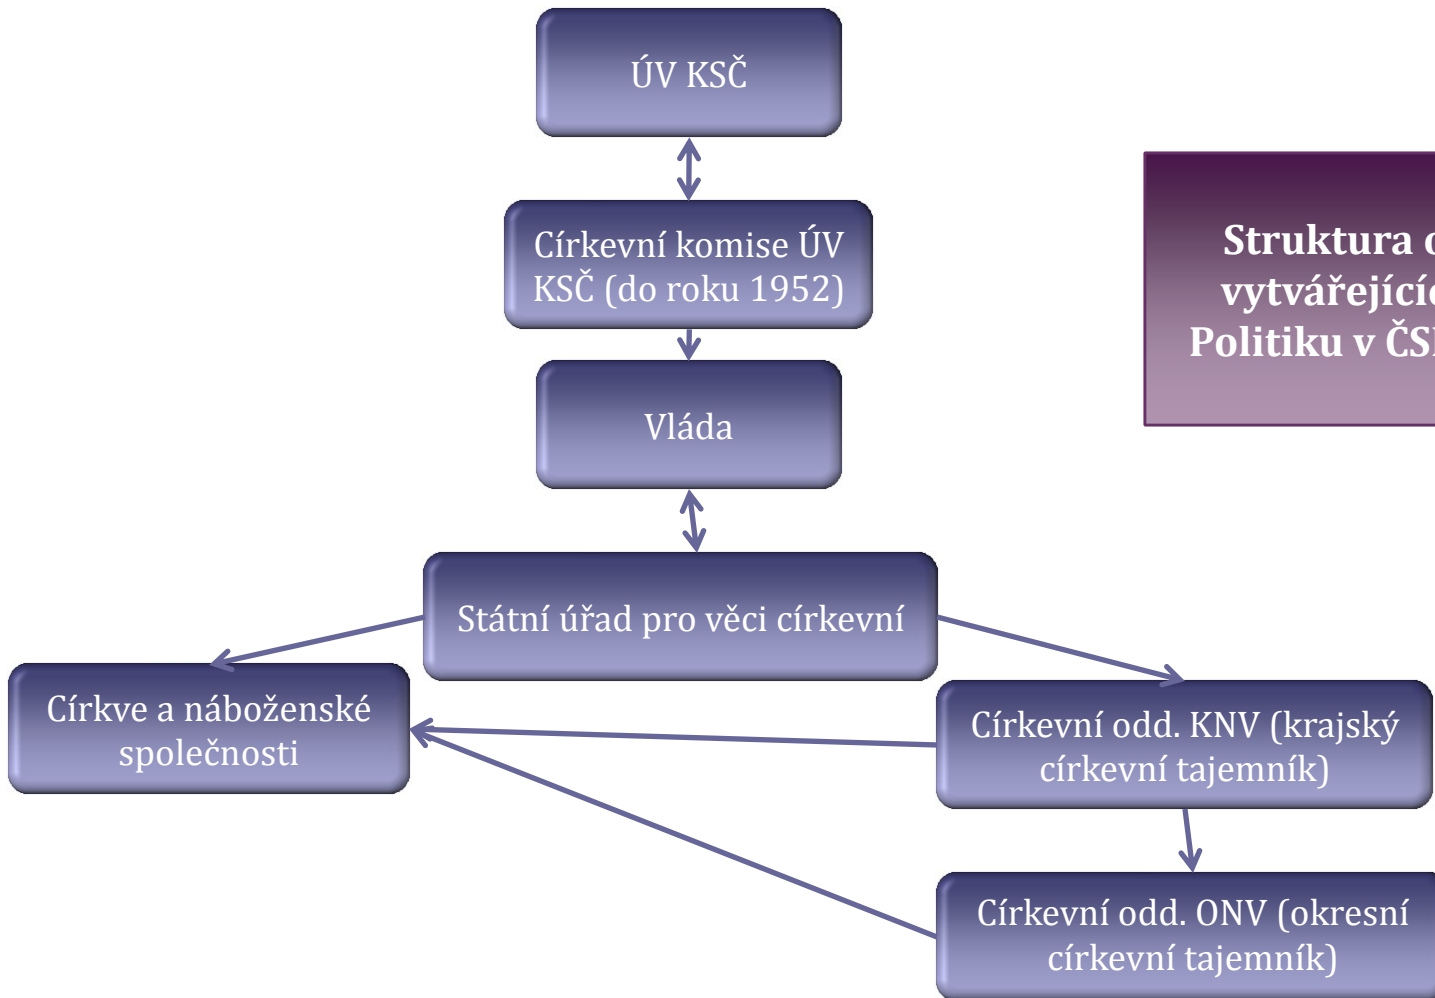 ÚV KSČ
Církevní komise ÚV
KSČ (do roku 1952)
Struktura
Vláda
Politiku v
Státní úřad pro věci církevní
Církve a náboženské
společnosti
Církevní odd. KNV (krajský
církevní tajemník)
Církevní odd. ONV (okresní
církevní tajemník)